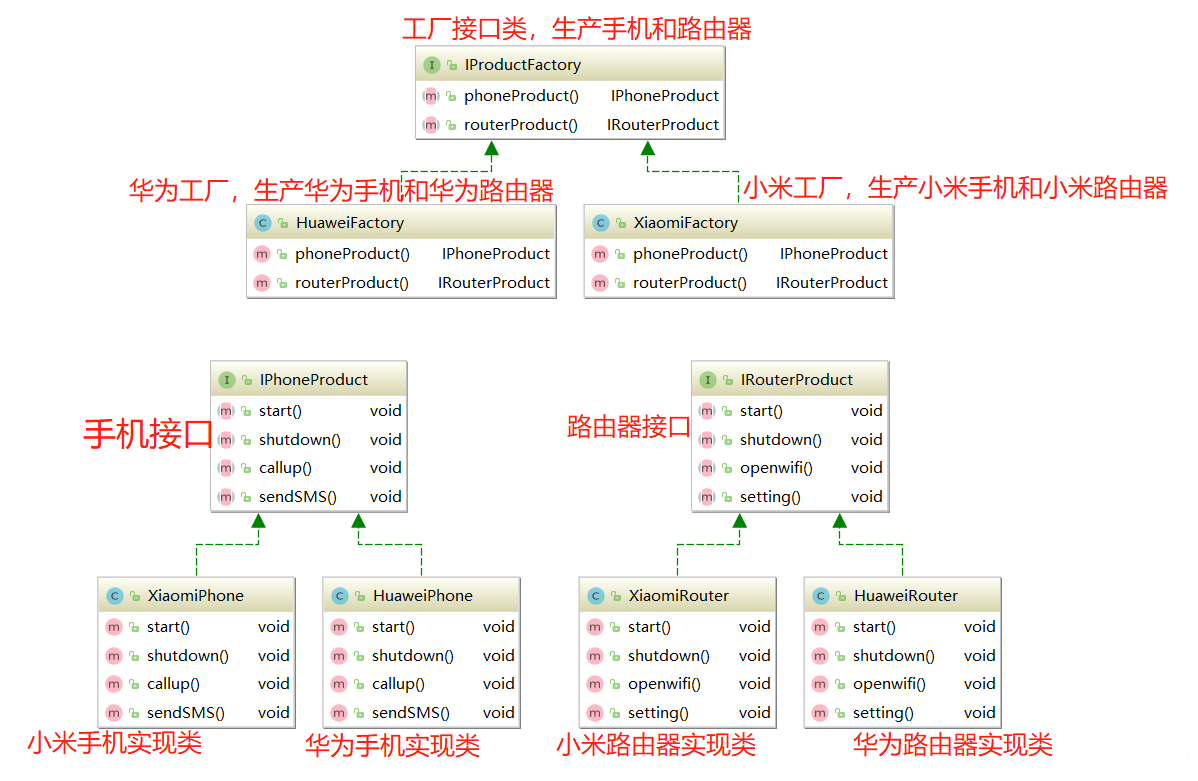 工厂接口类，生产手机和路由器
I IProductFactory
m phoneProduct() IPhoneProduct
m routerProduct() IRouterProduct
华为工厂，生产华为手机和华为路由器
小米工厂，生产小米手机和小米路由器
C HuaweiFactory
m phoneProduct() IPhoneProduct
m routerProduct() IRouterProduct
C XiaomiFactory
m phoneProduct() IPhoneProduct
m routerProduct() IRouterProduct
手机接口
I IPhoneProduct
m start() void
m shutdown() void
m callup() void
m sendSMS() void
路由器接口
I IRouterProduct
m start() void
m shutdown() void
m openwifi() void
m setting() void
C XiaomiPhone
m start() void
m shutdown() void
m callup() void
m sendSMS() void
小米手机实现类
C HuaweiPhone
m start() void
m shutdown() void
m callup() void
m sendSMS() void
华为手机实现类
C XiaomiRouter
m start() void
m shutdown() void
m openwifi() void
m setting() void
小米路由器实现类
C HuaweiRouter
m start() void
m shutdown() void
m openwifi() void
m setting() void
华为路由器实现类